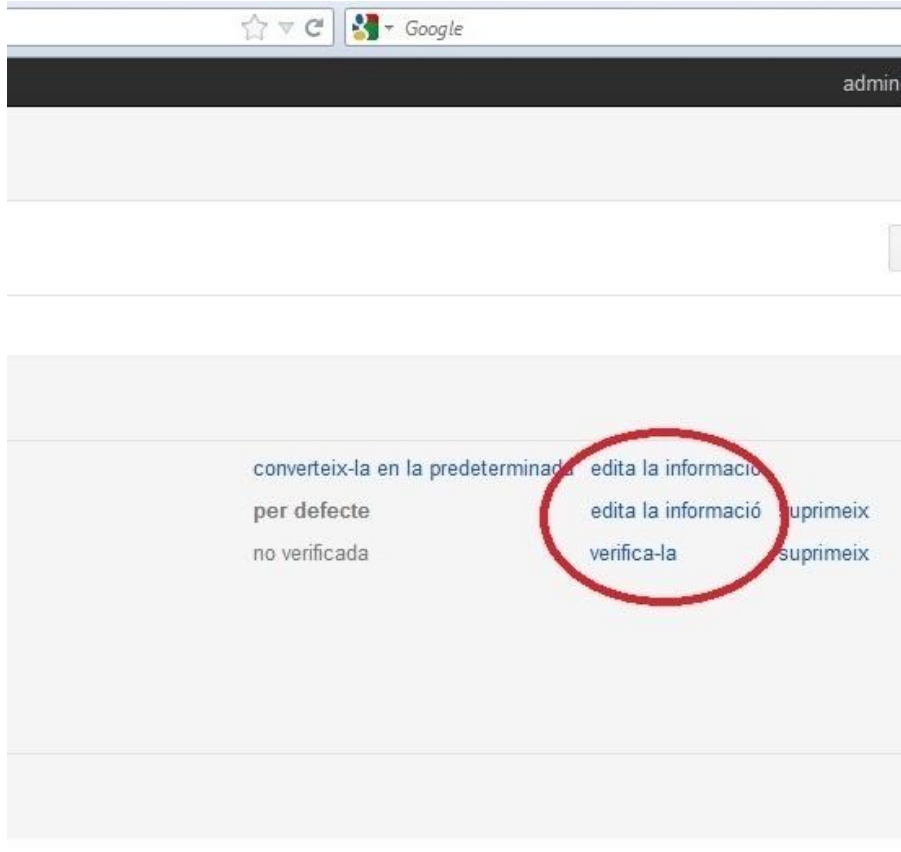 Google
admin
converteix-la en la predeterminada edita la informació
per defecte edita la informació suprimeix
no verificada verifica-la suprimeix